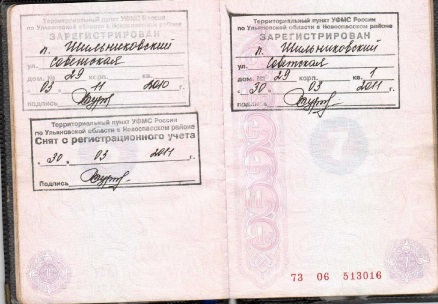 Территориальный пункт УФМС России
по Ульяновской области в Новоспасском районе
ЗАРЕГИСТРИРОВАН
п. Шильниковский
ул. Советская
дом. № 29 корп. кв.
"03" 11 2010 г.
подпись
Территориальный пункт УФМС России
по Ульяновской области в Новоспасском районе
Снят с регистрационного учета
"30" 03 2011
Подпись
Территориальный пункт УФМС России
по Ульяновской области в Новоспасском районе
ЗАРЕГИСТРИРОВАН
п. Шильниковский
ул. Советская
дом. № 29 корп. кв. 1
"30" 03 2011 г.
подпись
73 06 513016